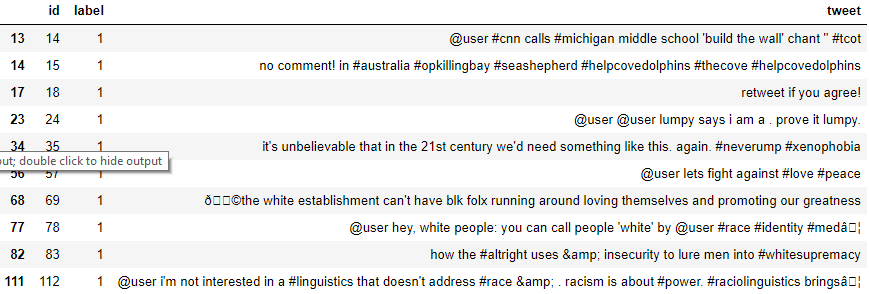 id label tweet
13 14 1 @user #cnn calls #michigan middle school 'build the wall' chant '' #tcot
14 15 1 no comment! in #australia #opkillingbay #seashepherd #helpcovedolphins #thecove #helpcovedolphins
17 18 1 retweet if you agree!
23 24 1 @user @user lumpy says i am a . prove it lumpy.
34 35 1 it's unbelievable that in the 21st century we'd need something like this. again. #neverump #xenophobia
out; double click to hide output
56 57 1 @user lets fight against #love #peace
68 69 1 ð©the white establishment can't have blk folx running around loving themselves and promoting our greatness
77 78 1 @user hey, white people: you can call people 'white' by @user #race #identity #medâ¦
82 83 1 how the #altright uses &amp; insecurity to lure men into #whitesupremacy
111 112 1 @user i'm not interested in a #linguistics that doesn't address #race &amp; . racism is about #power. #raciolinguistics bringsâ¦